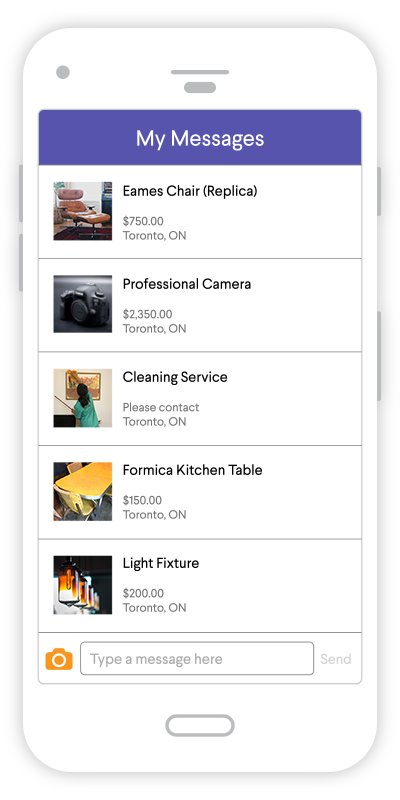 My Messages
Eames Chair (Replica)
$750.00
Toronto, ON
Professional Camera
$2,350.00
Toronto, ON
Cleaning Service
Please contact
Toronto, ON
Formica Kitchen Table
$150.00
Toronto, ON
Light Fixture
$200.00
Toronto, ON
Type a message here
Send